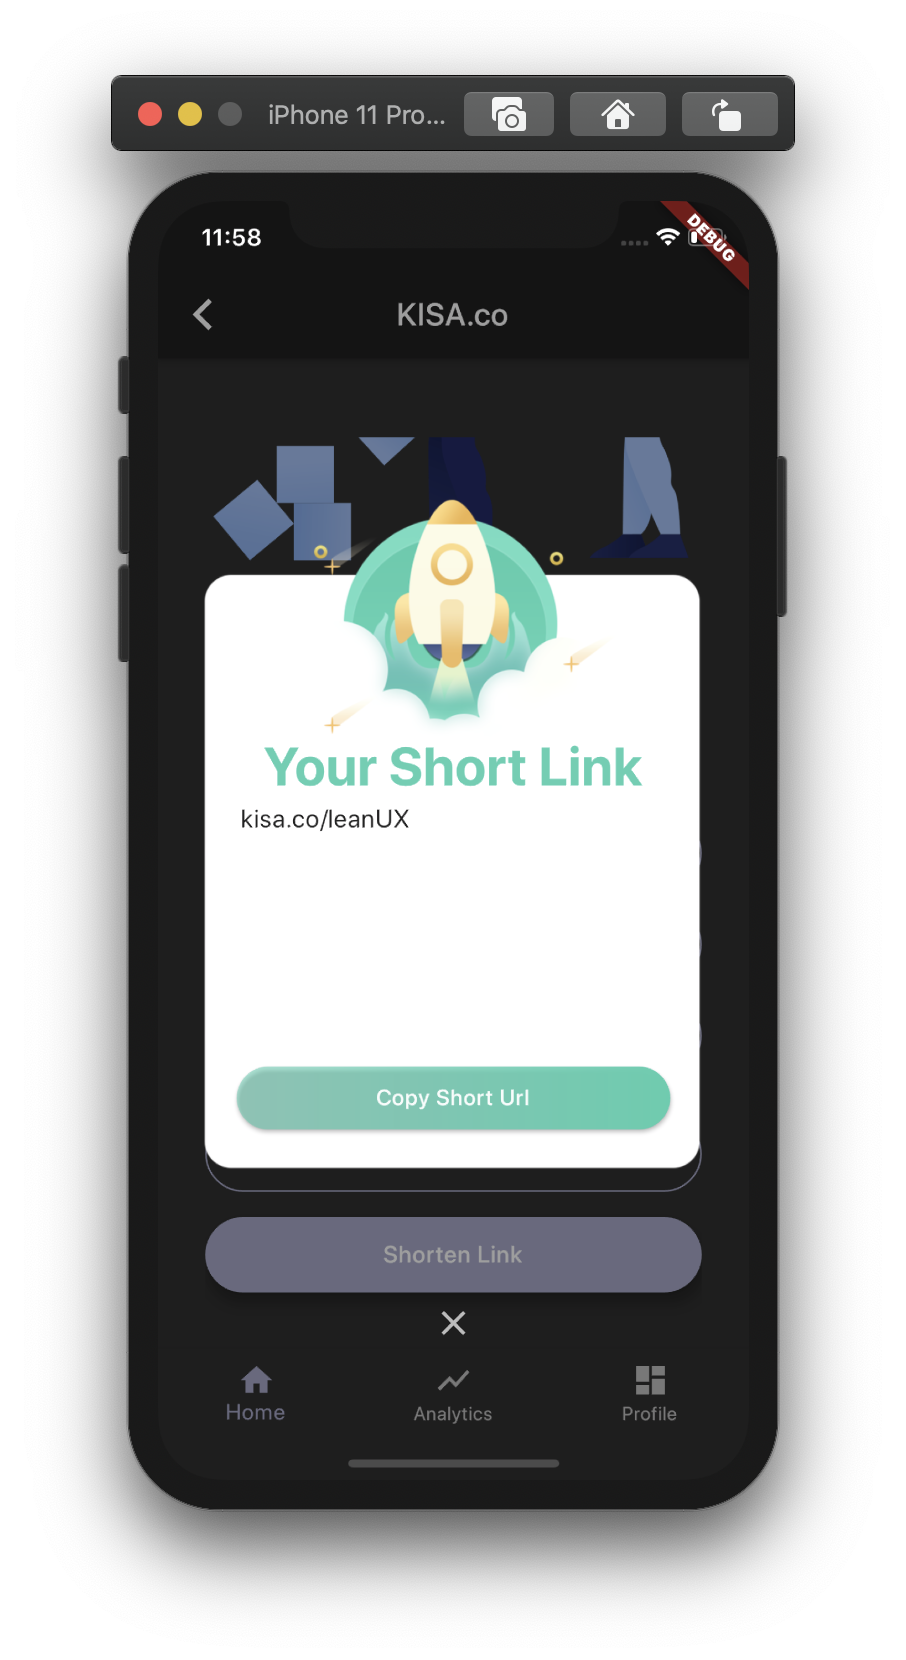 iPhone 11 Pro...
11:58
DEBUG
KISA.co
Your Short Link
kisa.co/leanUX
Copy Short Url
Shorten Link
Home
Analytics
Profile